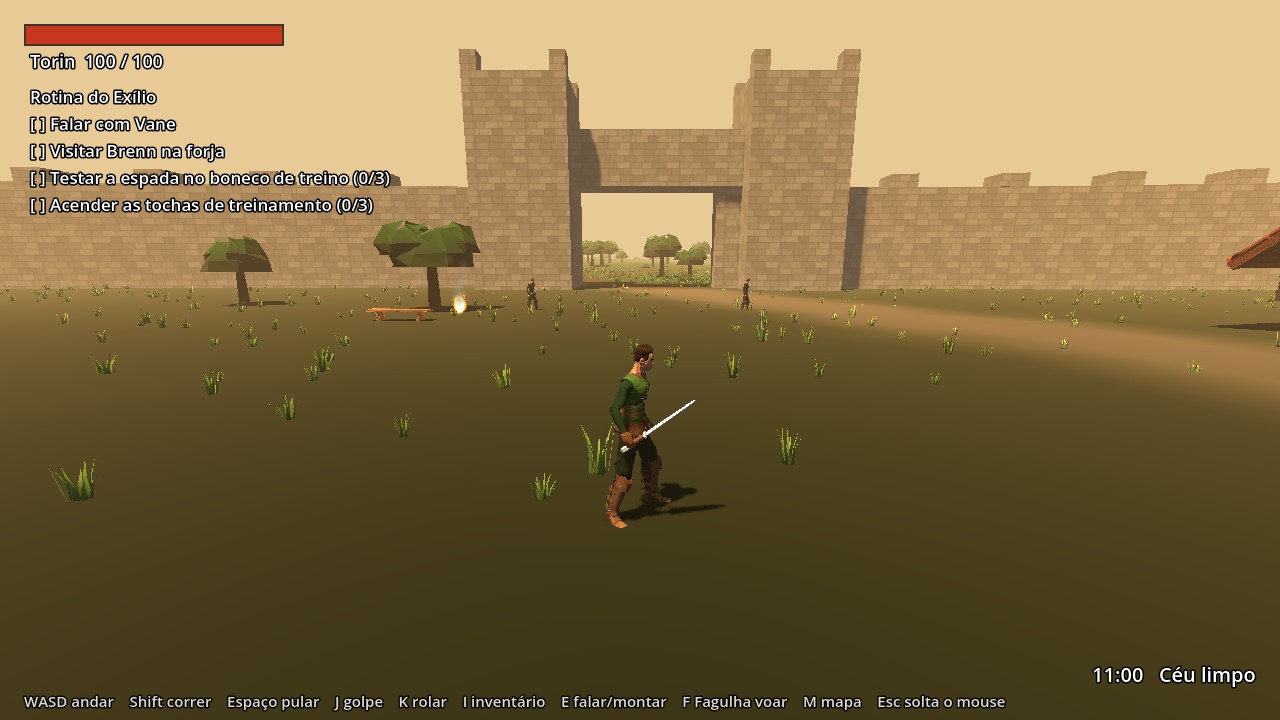 Torin 100 / 100
Rotina do Exílio
[ ] Falar com Vane
[ ] Visitar Brenn na forja
[ ] Testar a espada no boneco de treino (0/3)
[ ] Acender as tochas de treinamento (0/3)
11:00 Céu limpo
WASD andar Shift correr Espaço pular J golpe K rolar I inventário E falar/montar F Fagulha voar M mapa Esc solta o mouse